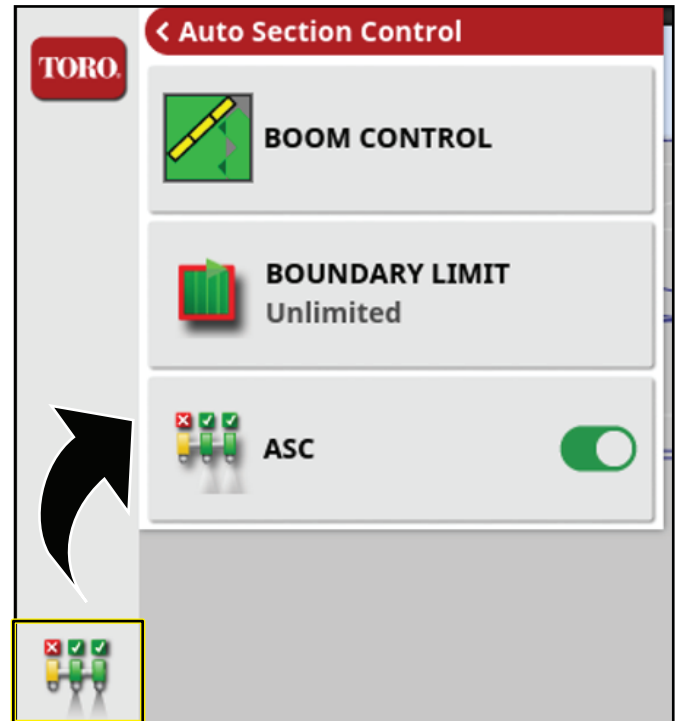 TORO.
< Auto Section Control
BOOM CONTROL
BOUNDARY LIMIT
Unlimited
ASC